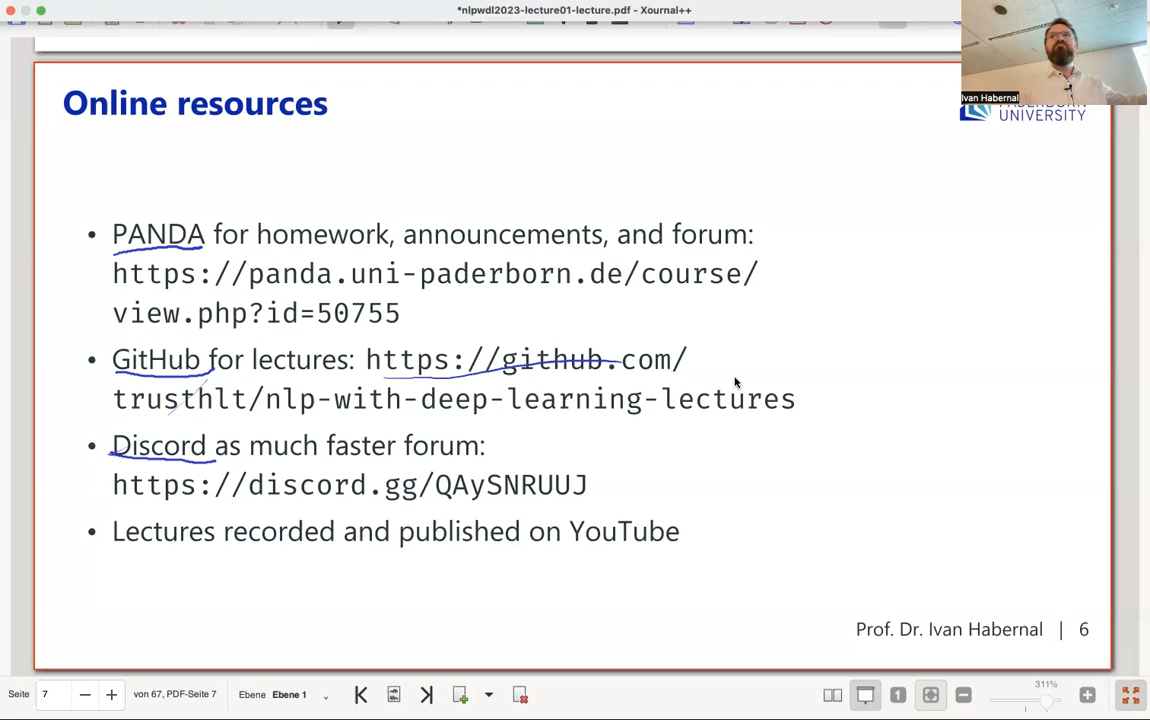 *nlpwdl2023-lecture01-lecture.pdf - Xournal++
Ivan Habernal
Online resources
UNIVERSITY
• PANDA for homework, announcements, and forum:
https://panda.uni-paderborn.de/course/
view.php?id=50755
• GitHub for lectures: https://github.com/
trusthlt/nlp-with-deep-learning-lectures
• Discord as much faster forum:
https://discord.gg/QAySNRUUJ
• Lectures recorded and published on YouTube
Prof. Dr. Ivan Habernal | 6
Seite 7 von 67, PDF-Seite 7 Ebene Ebene 1 1 311%